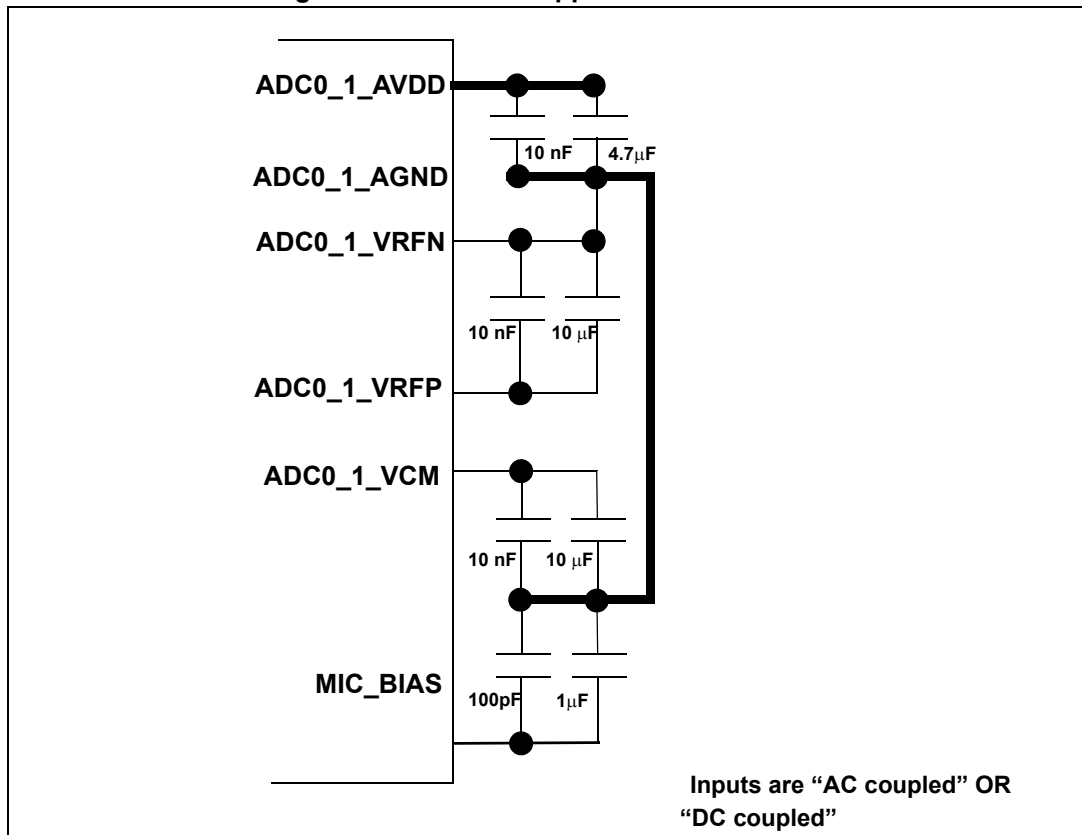 ADC0_1_AVDD
10 nF
4.7μF
ADC0_1_AGND
ADC0_1_VRFN
10 nF
10 μF
ADC0_1_VRFP
ADC0_1_VCM
10 nF
10 μF
MIC_BIAS
100pF
1μF
Inputs are “AC coupled” OR
“DC coupled”